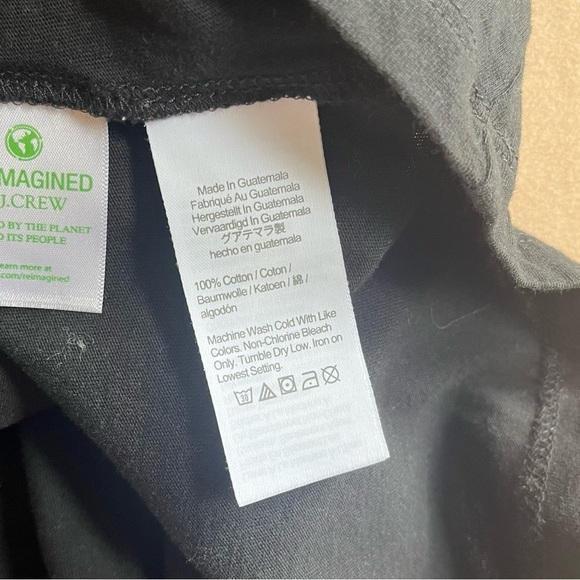 MAGINED
J.CREW
D BY THE PLANET
D ITS PEOPLE
earn more at
.com/reimagined
Made In Guatemala
Fabriqué Au Guatemala
Hergestellt In Guatemala
Vervaardigd In Guatemala
グアテマラ製
hecho en guatemala
100% Cotton / Coton /
Baumwolle / Katoen / 綿 /
algodón
Machine Wash Cold With Like
Colors. Non-Chlorine Bleach
Only. Tumble Dry Low. Iron on
Lowest Setting.
30